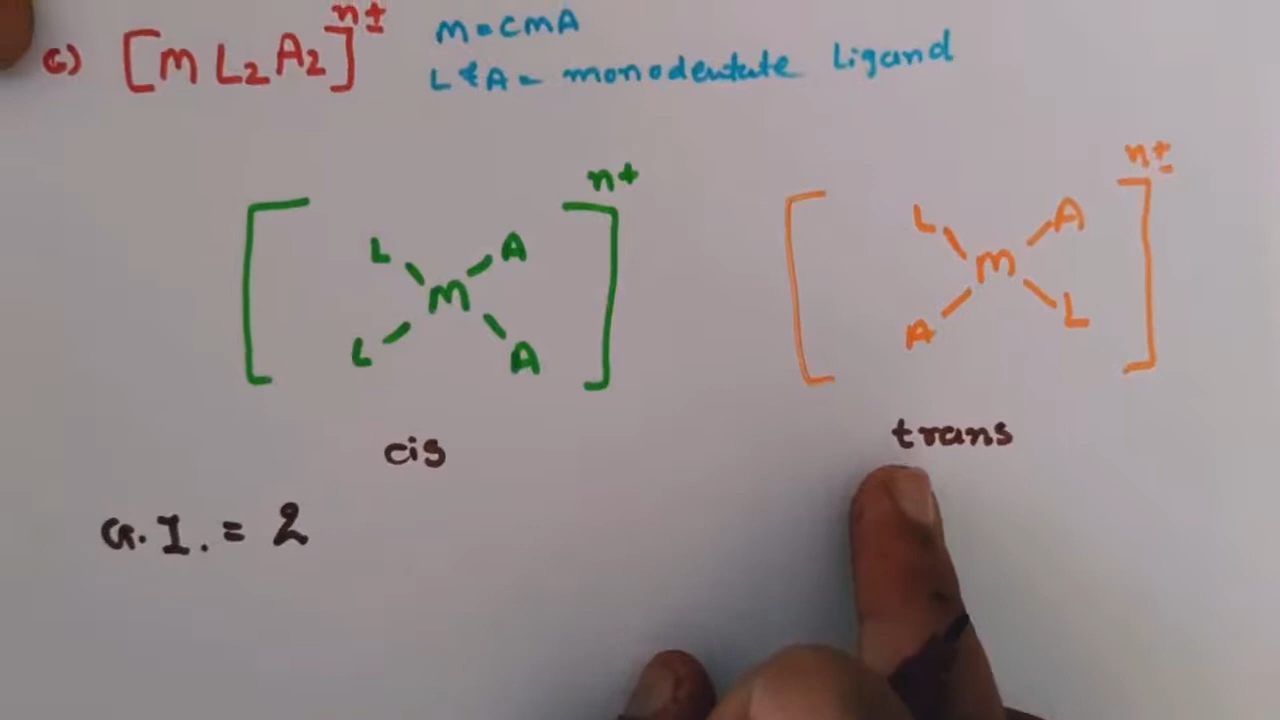 c) [M L₂ A₂]ⁿ± M = CMA
L & A = monodentate Ligand
[ ]ⁿ⁺ [ ]ⁿ±
L A L A
M M
L A A L
cis trans
G.I. = 2